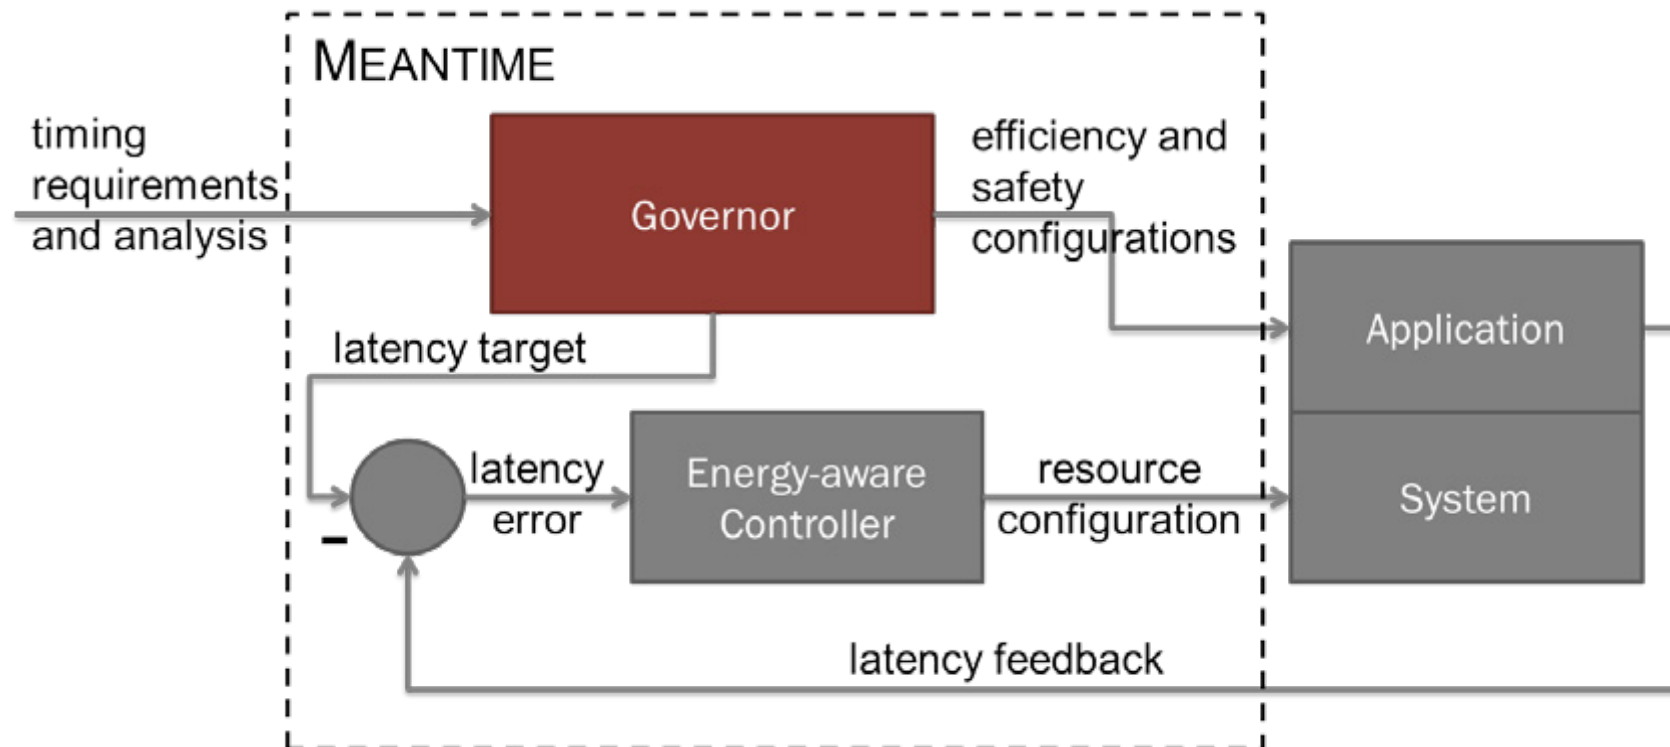 MEANTIME
timing
requirements
and analysis
Governor
efficiency and
safety
configurations
Application
latency target
latency
error
Energy-aware
Controller
resource
configuration
System
-
latency feedback